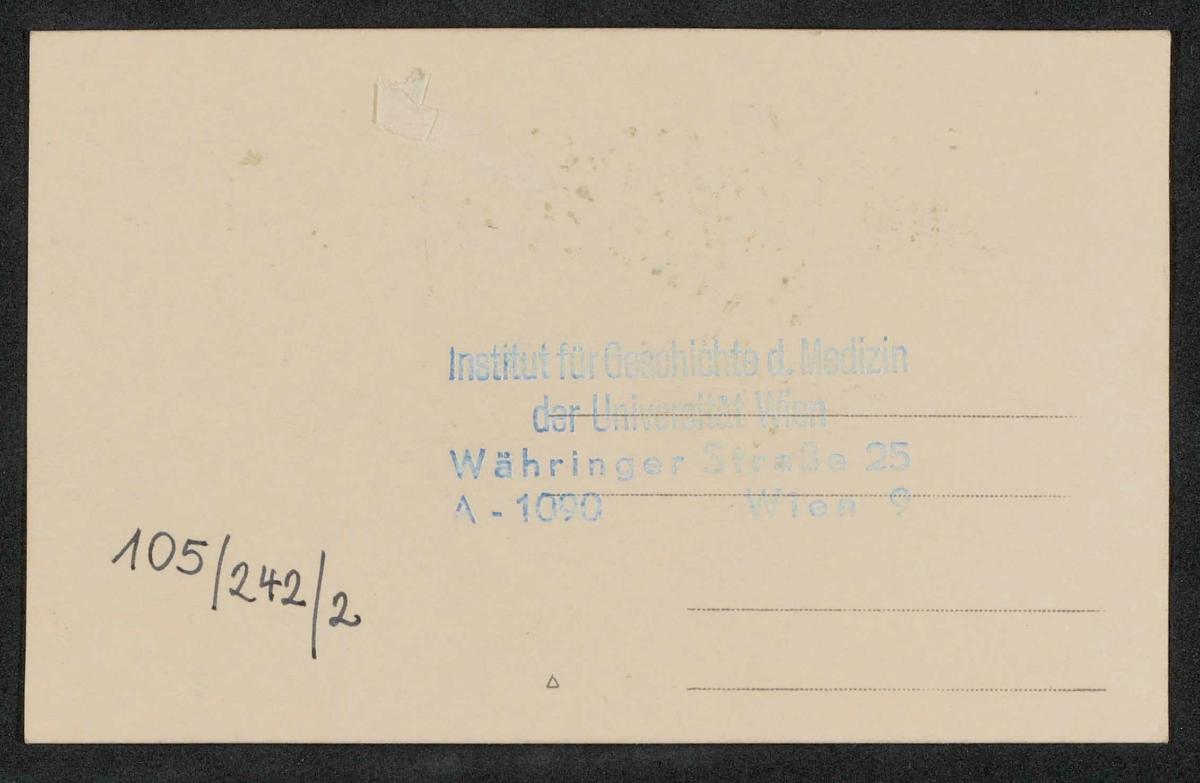 Institut für Geschichte d. Medizin
der Universität Wien
Währinger Straße 25
A - 1090 Wien 9
105/242/2